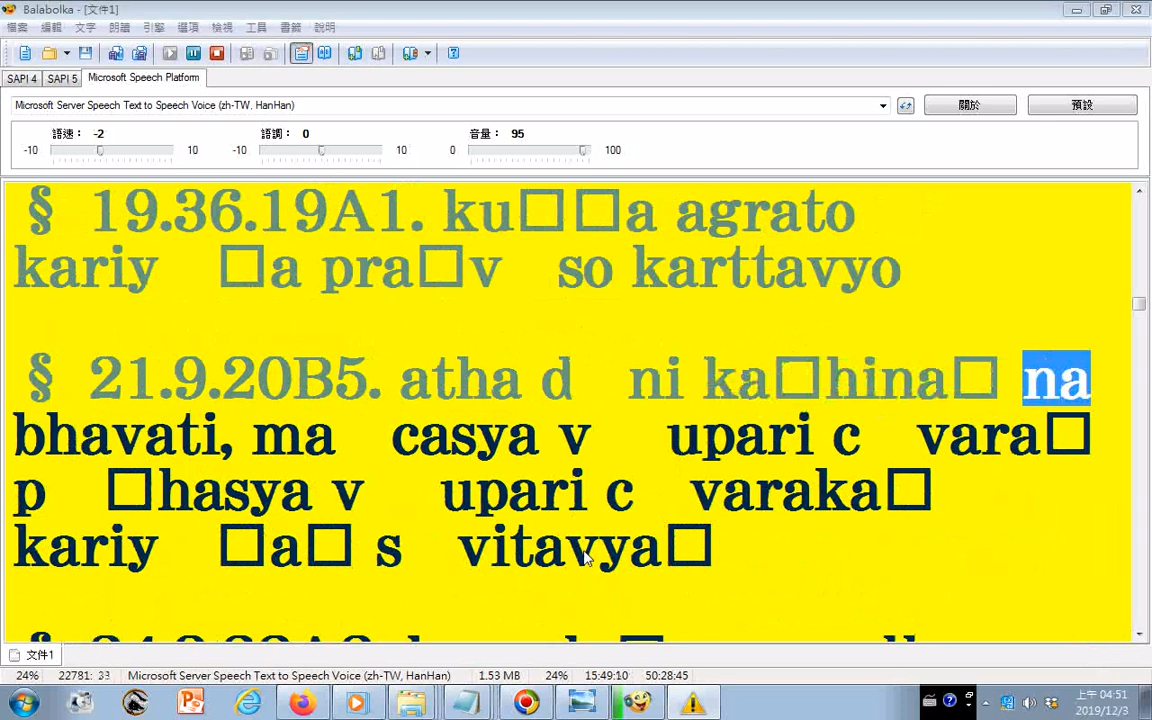 Balabolka - [文件1]
檔案 編輯 文字 朗讀 引擎 選項 檢視 工具 書籤 說明
SAPI 4 SAPI 5 Microsoft Speech Platform
Microsoft Server Speech Text to Speech Voice (zh-TW, HanHan) 關於 預設
語速： -2 語調： 0 音量： 95
-10 10 -10 10 0 100
§ 19.36.19A1. ku□□a agrato
kariy □a pra□v so karttavyo
§ 21.9.20B5. atha d ni ka□hina□ na
bhavati, ma casya v upari c vara□
p □hasya v upari c varaka□
kariy □a□ s vitavya□
文件1
24% 22781: 33 Microsoft Server Speech Text to Speech Voice (zh-TW, HanHan) 1.53 MB 24% 15:49:10 50:28:45
上午 04:51
2019/12/3